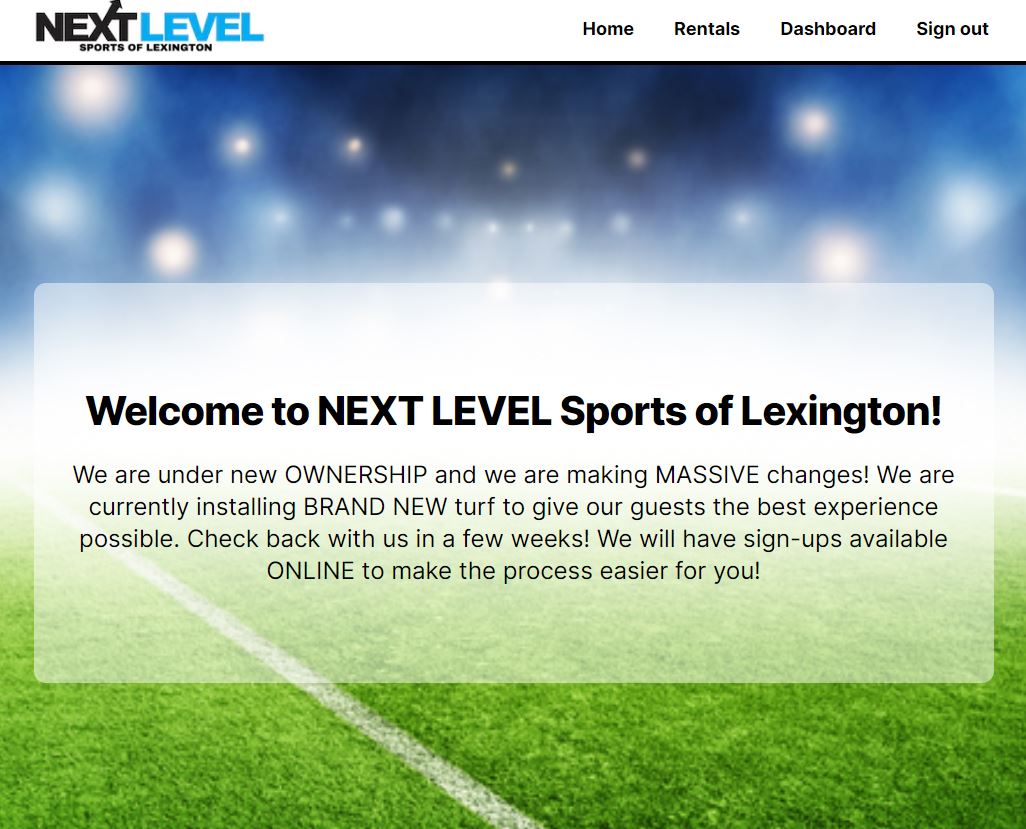 NEXT LEVEL
SPORTS OF LEXINGTON
Home Rentals Dashboard Sign out
Welcome to NEXT LEVEL Sports of Lexington!
We are under new OWNERSHIP and we are making MASSIVE changes! We are
currently installing BRAND NEW turf to give our guests the best experience
possible. Check back with us in a few weeks! We will have sign-ups available
ONLINE to make the process easier for you!